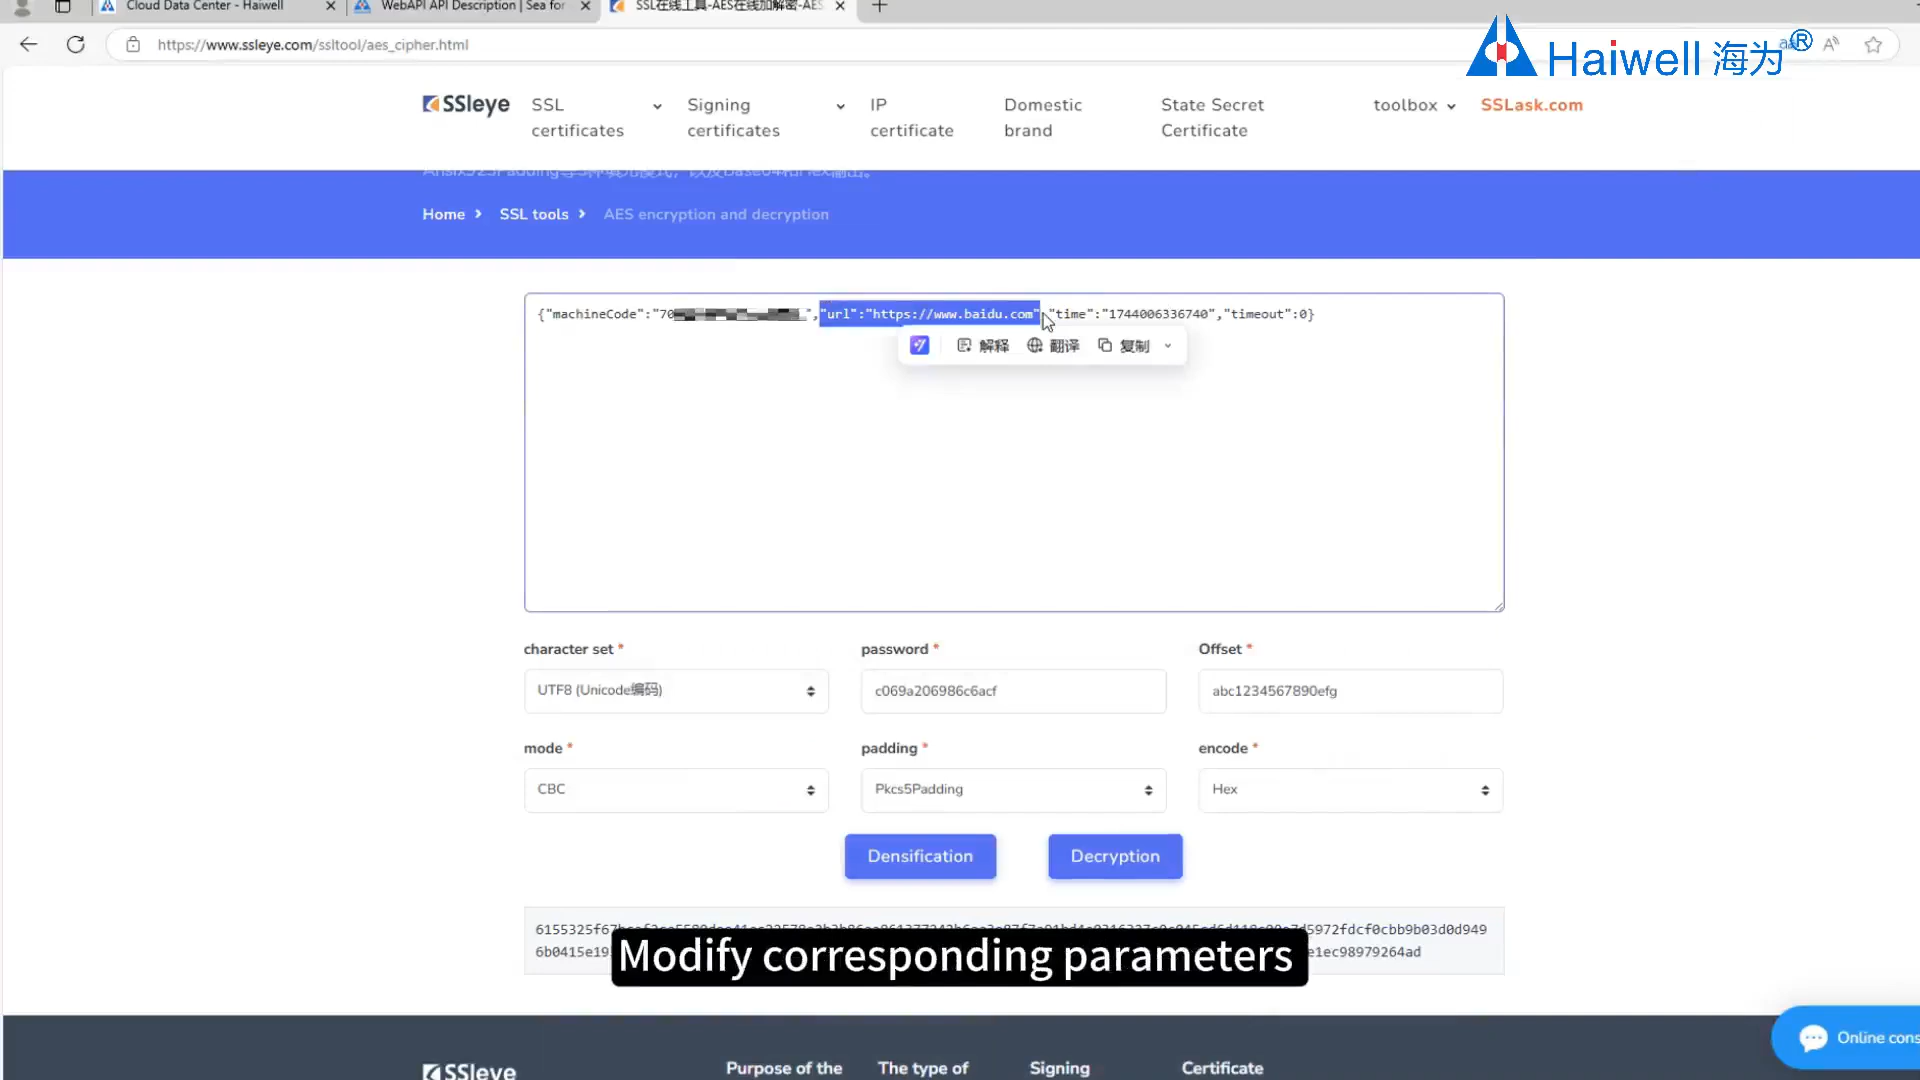 Cloud Data Center - Haiwell
WebAPI API Description | Sea for
SSL在线工具-AES在线加解密-AES
https://www.ssleye.com/ssltool/aes_cipher.html
Haiwell 海为®
SSleye
SSL certificates
Signing certificates
IP certificate
Domestic brand
State Secret Certificate
toolbox
SSLask.com
Home > SSL tools > AES encryption and decryption
{"machineCode":"70 ","url":"https://www.baidu.com","time":"1744006336740","timeout":0}
解释 翻译 复制
character set *
password *
Offset *
UTF8 (Unicode编码)
c069a206986c6acf
abc1234567890efg
mode *
padding *
encode *
CBC
Pkcs5Padding
Hex
Densification
Decryption
5972fdcf0cbb9b03d0d949
6b0415e19
e1ec98979264ad
Modify corresponding parameters
Online cons
SSleye
Purpose of the
The type of
Signing
Certificate